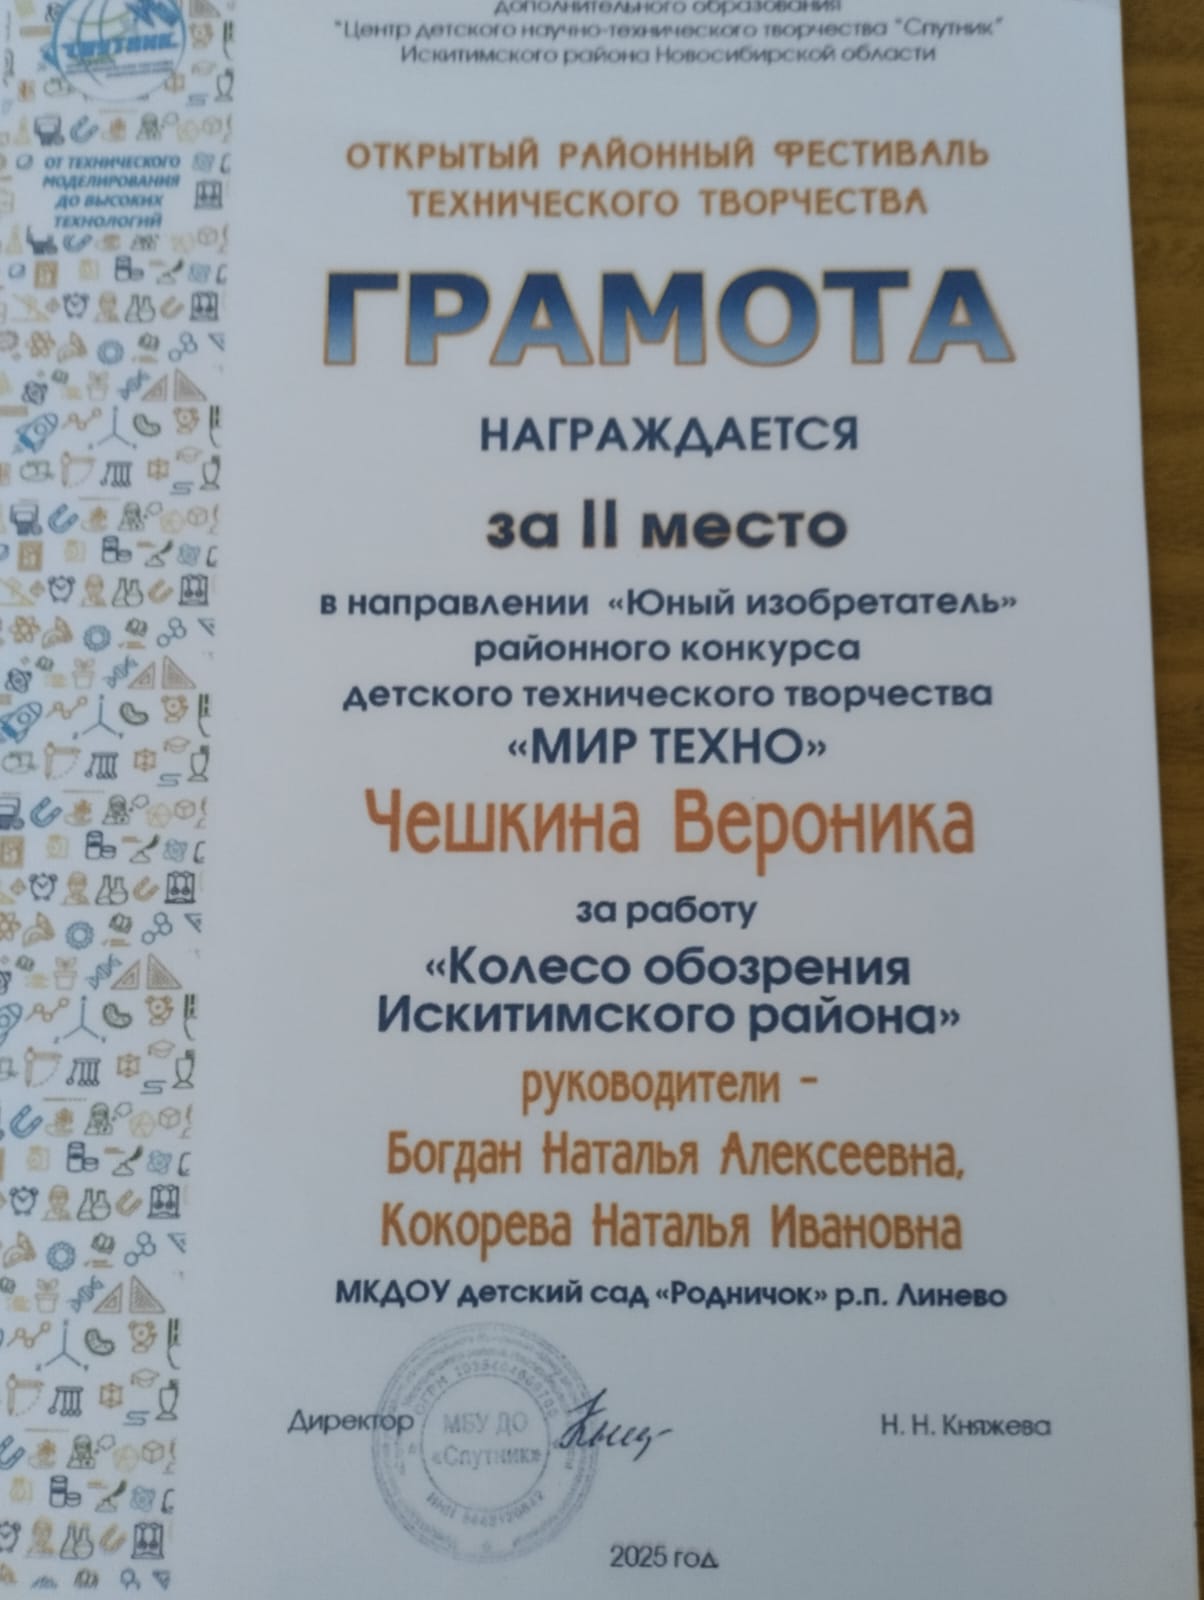 дополнительного образования
"Центр детского научно-технического творчества "Спутник"
Искитимского района Новосибирской области
СПУТНИК
ОТ ТЕХНИЧЕСКОГО
МОДЕЛИРОВАНИЯ
ДО ВЫСОКИХ
ТЕХНОЛОГИЙ
ОТКРЫТЫЙ РАЙОННЫЙ ФЕСТИВАЛЬ
ТЕХНИЧЕСКОГО ТВОРЧЕСТВА
ГРАМОТА
НАГРАЖДАЕТСЯ
за II место
в направлении «Юный изобретатель»
районного конкурса
детского технического творчества
«МИР ТЕХНО»
Чешкина Вероника
за работу
«Колесо обозрения
Искитимского района»
руководители -
Богдан Наталья Алексеевна,
Кокорева Наталья Ивановна
МКДОУ детский сад «Родничок» р.п. Линево
Директор
МБУ ДО
«Спутник»
Н. Н. Княжева
2025 год